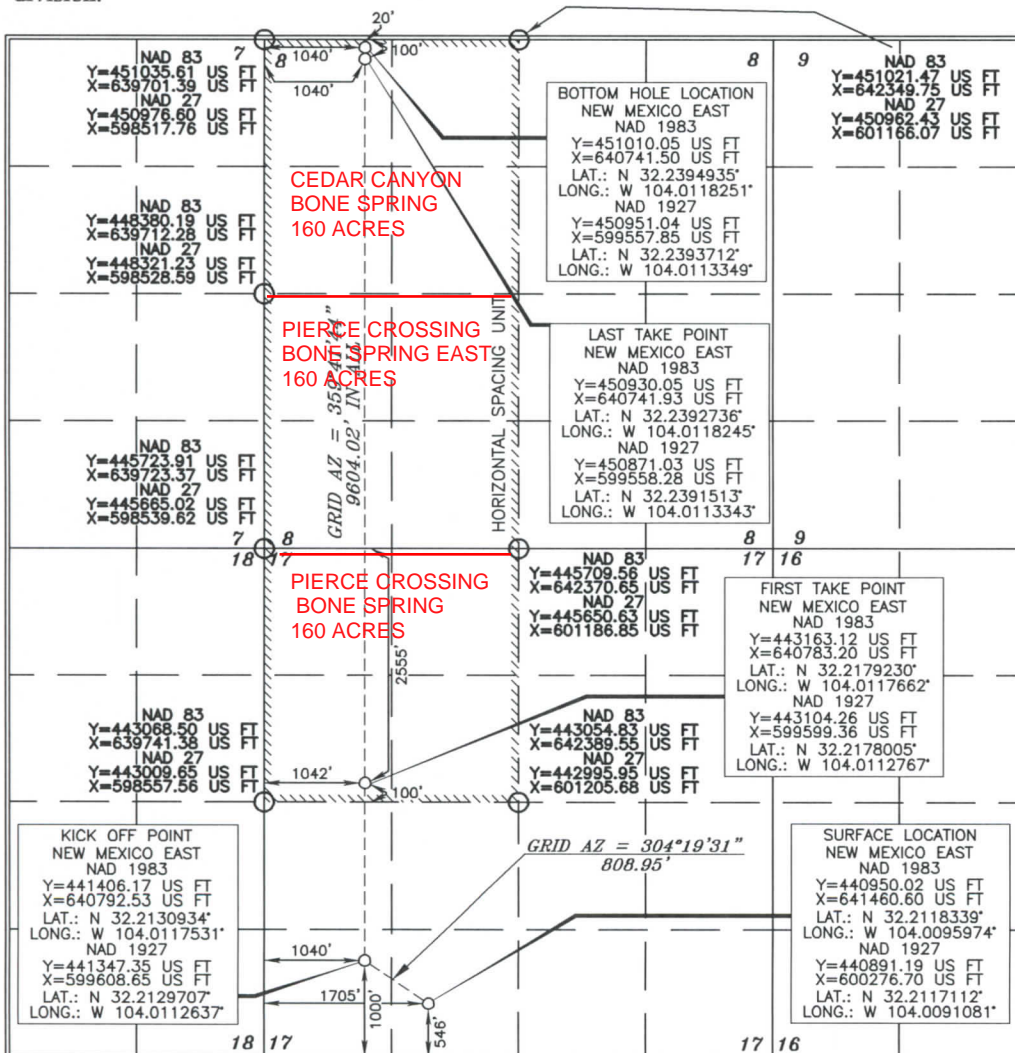 DIVISION.
20'
7 8
1040'
100'
1040'
8 9
NAD 83
Y=451035.61 US FT
X=639701.39 US FT
NAD 27
Y=450976.60 US FT
X=598517.76 US FT
NAD 83
Y=451021.47 US FT
X=642349.75 US FT
NAD 27
Y=450962.43 US FT
X=601166.07 US FT
BOTTOM HOLE LOCATION
NEW MEXICO EAST
NAD 1983
Y=451010.05 US FT
X=640741.50 US FT
LAT.: N 32.2394935°
LONG.: W 104.0118251°
NAD 1927
Y=450951.04 US FT
X=599557.85 US FT
LAT.: N 32.2393712°
LONG.: W 104.0113349°
CEDAR CANYON
BONE SPRING
160 ACRES
NAD 83
Y=448380.19 US FT
X=639712.28 US FT
NAD 27
Y=448321.23 US FT
X=598528.59 US FT
PIERCE CROSSING
BONE SPRING EAST
160 ACRES
GRID AZ = 359°41'44"
9604.02' IN ALL
HORIZONTAL SPACING UNIT
LAST TAKE POINT
NEW MEXICO EAST
NAD 1983
Y=450930.05 US FT
X=640741.93 US FT
LAT.: N 32.2392736°
LONG.: W 104.0118245°
NAD 1927
Y=450871.03 US FT
X=599558.28 US FT
LAT.: N 32.2391513°
LONG.: W 104.0113343°
NAD 83
Y=445723.91 US FT
X=639723.37 US FT
NAD 27
Y=445665.02 US FT
X=598539.62 US FT
7 8
18 17
8 9
17 16
PIERCE CROSSING
BONE SPRING
160 ACRES
NAD 83
Y=445709.56 US FT
X=642370.65 US FT
NAD 27
Y=445650.63 US FT
X=601186.85 US FT
FIRST TAKE POINT
NEW MEXICO EAST
NAD 1983
Y=443163.12 US FT
X=640783.20 US FT
LAT.: N 32.2179230°
LONG.: W 104.0117662°
NAD 1927
Y=443104.26 US FT
X=599599.36 US FT
LAT.: N 32.2178005°
LONG.: W 104.0112767°
2555'
NAD 83
Y=443068.50 US FT
X=639741.38 US FT
NAD 27
Y=443009.65 US FT
X=598557.56 US FT
1042'
100'
NAD 83
Y=443054.83 US FT
X=642389.55 US FT
NAD 27
Y=442995.95 US FT
X=601205.68 US FT
KICK OFF POINT
NEW MEXICO EAST
NAD 1983
Y=441406.17 US FT
X=640792.53 US FT
LAT.: N 32.2130934°
LONG.: W 104.0117531°
NAD 1927
Y=441347.35 US FT
X=599608.65 US FT
LAT.: N 32.2129707°
LONG.: W 104.0112637°
GRID AZ = 304°19'31"
808.95'
SURFACE LOCATION
NEW MEXICO EAST
NAD 1983
Y=440950.02 US FT
X=641460.60 US FT
LAT.: N 32.2118339°
LONG.: W 104.0095974°
NAD 1927
Y=440891.19 US FT
X=600276.70 US FT
LAT.: N 32.2117112°
LONG.: W 104.0091081°
1040'
1705'
1000'
546'
18 17
17 16